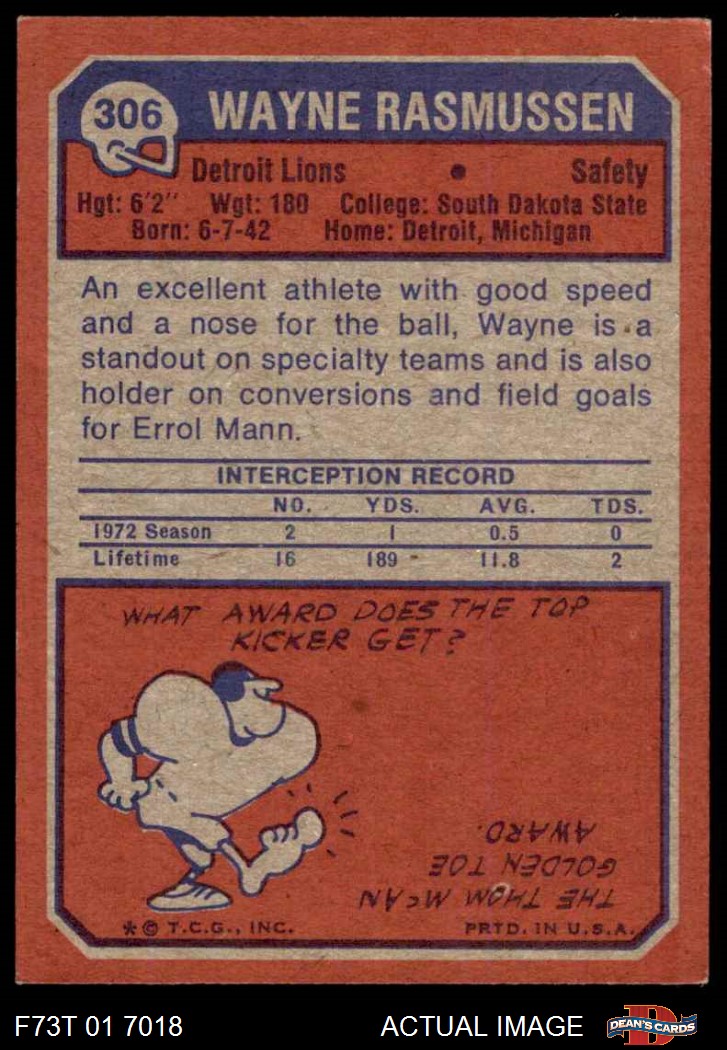 306 WAYNE RASMUSSEN
Detroit Lions • Safety
Hgt: 6'2" Wgt: 180 College: South Dakota State
Born: 6-7-42 Home: Detroit, Michigan
An excellent athlete with good speed
and a nose for the ball, Wayne is a
standout on specialty teams and is also
holder on conversions and field goals
for Errol Mann.
INTERCEPTION RECORD
NO. YDS. AVG. TDS.
1972 Season 2 1 0.5 0
Lifetime 16 189 11.8 2
WHAT AWARD DOES THE TOP
KICKER GET?
THE THOM McAN
GOLDEN TOE
AWARD.
* © T.C.G., INC. PRTD. IN U.S.A.
F73T 01 7018 ACTUAL IMAGE D DEAN'S CARDS